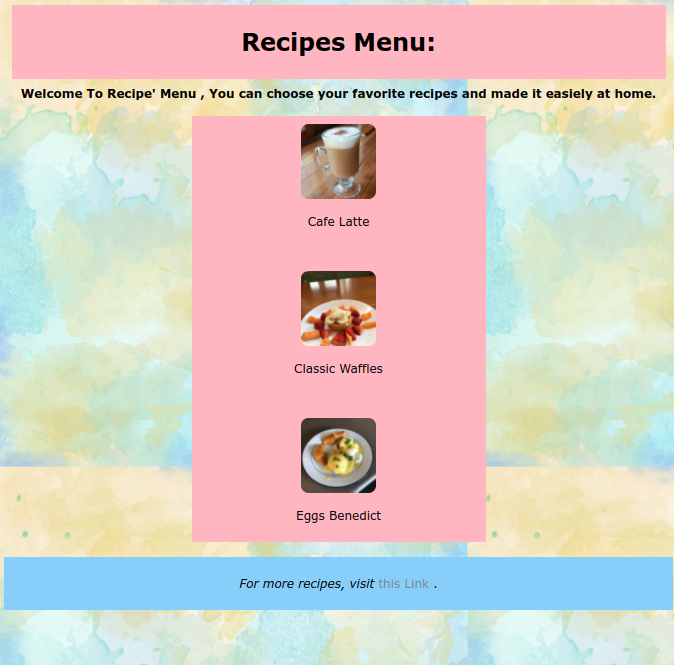 Recipes Menu:
Welcome To Recipe' Menu , You can choose your favorite recipes and made it easiely at home.
Cafe Latte
Classic Waffles
Eggs Benedict
For more recipes, visit this Link .